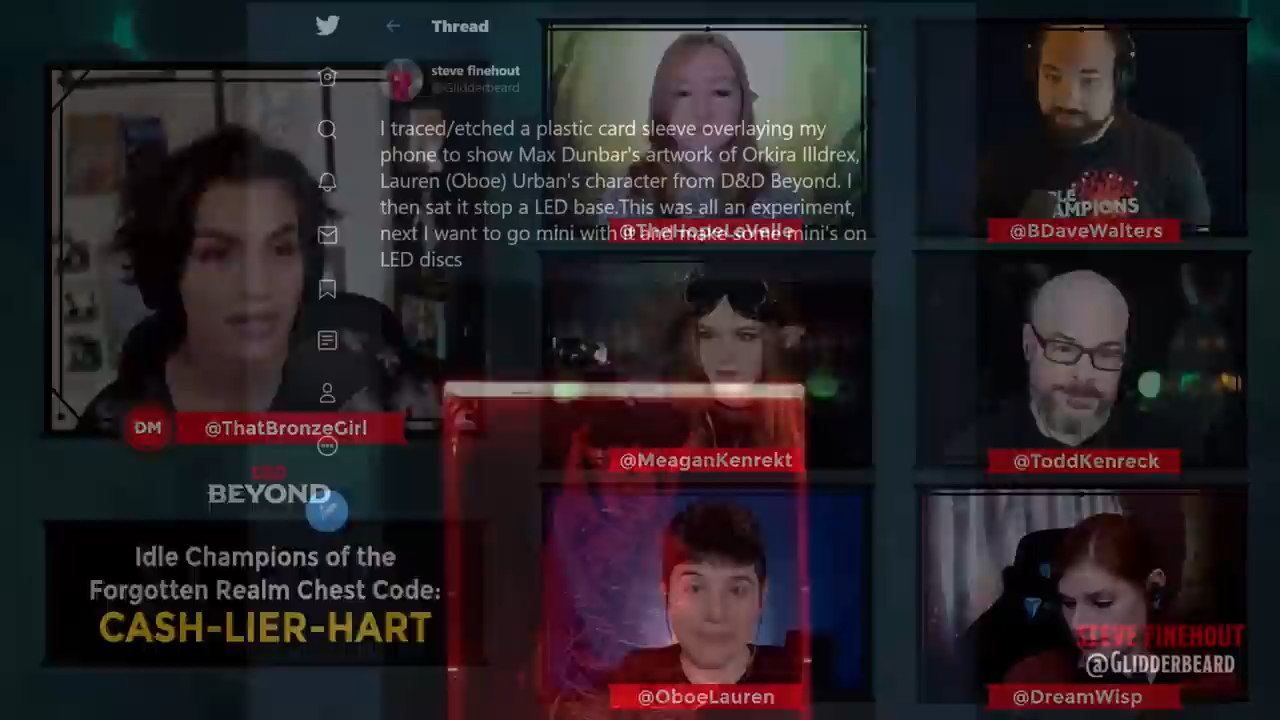 Thread
steve finehout
@Glidderbeard
I traced/etched a plastic card sleeve overlaying my
phone to show Max Dunbar's artwork of Orkira Illdrex,
Lauren (Oboe) Urban's character from D&D Beyond. I
then sat it stop a LED base.This was all an experiment,
next I want to go mini with it and make some mini's on
LED discs
@TheHopeLaVelle
@BDaveWalters
DM @ThatBronzeGirl
@MeaganKenrekt
@ToddKenreck
D&D
BEYOND
Idle Champions of the
Forgotten Realm Chest Code:
CASH-LIER-HART
STEVE FINEHOUT
@GLIDDERBEARD
@OboeLauren
@DreamWisp